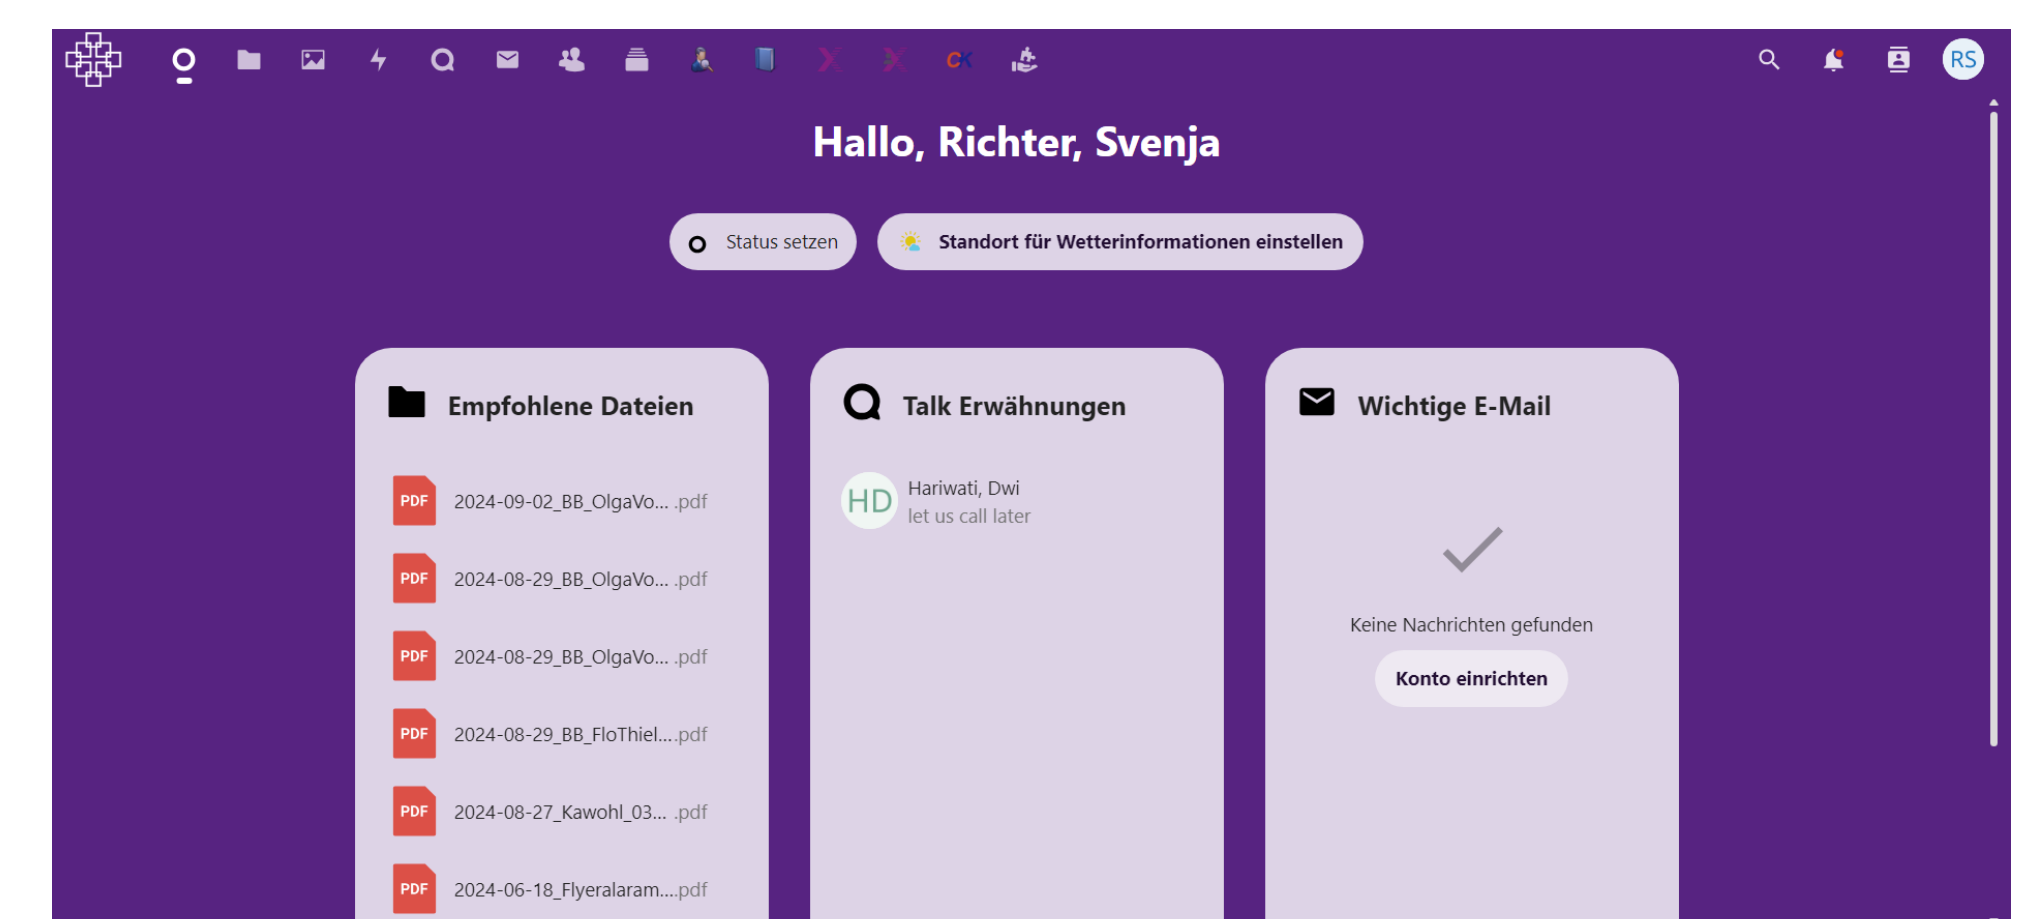 CK
RS
Hallo, Richter, Svenja
Status setzen
Standort für Wetterinformationen einstellen
Empfohlene Dateien
PDF 2024-09-02_BB_OlgaVo... .pdf
PDF 2024-08-29_BB_OlgaVo... .pdf
PDF 2024-08-29_BB_OlgaVo... .pdf
PDF 2024-08-29_BB_FloThiel....pdf
PDF 2024-08-27_Kawohl_03... .pdf
PDF 2024-06-18_Flyeralaram....pdf
Talk Erwähnungen
HD
Hariwati, Dwi
let us call later
Wichtige E-Mail
Keine Nachrichten gefunden
Konto einrichten